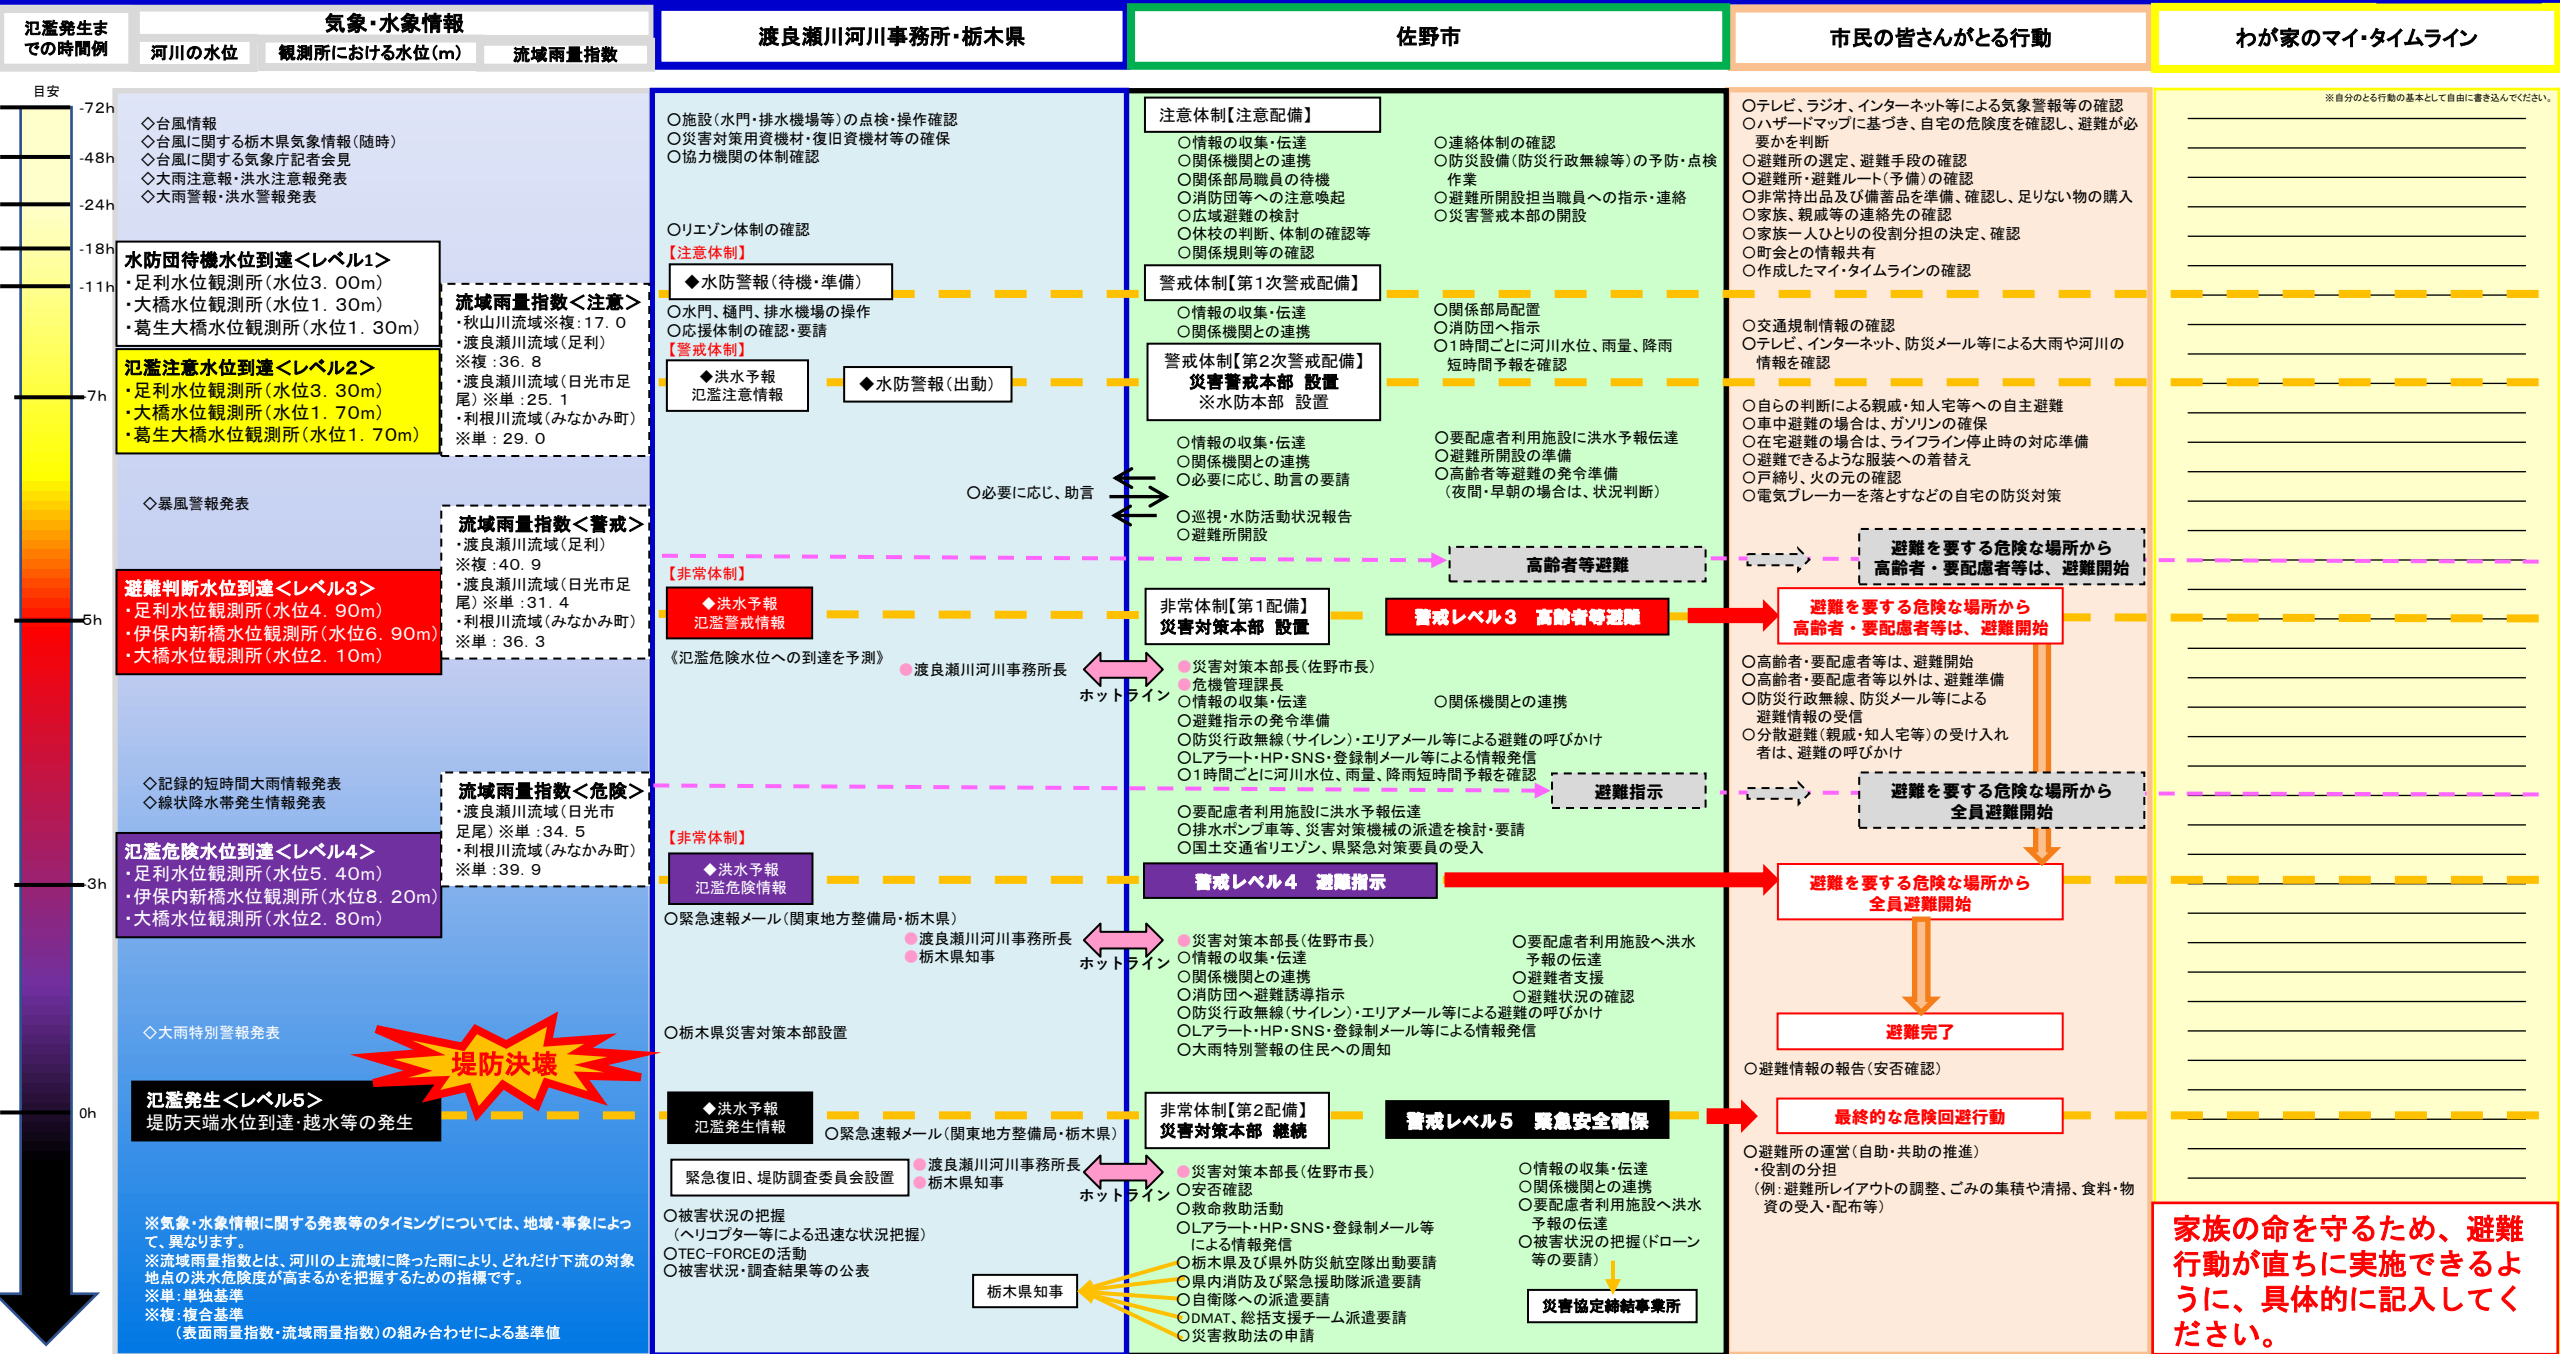 氾濫発生ま
での時間例
気象・水象情報
河川の水位
観測所における水位(m)
流域雨量指数
渡良瀬川河川事務所・栃木県
佐野市
市民の皆さんがとる行動
わが家のマイ・タイムライン
目安
-72h
-48h
-24h
-18h
-11h
-7h
-5h
-3h
0h
◇台風情報
◇台風に関する栃木県気象情報(随時)
◇台風に関する気象庁記者会見
◇大雨注意報・洪水注意報発表
◇大雨警報・洪水警報発表
水防団待機水位到達<レベル1>
・足利水位観測所(水位3.00m)
・大橋水位観測所(水位1.30m)
・葛生大橋水位観測所(水位1.30m)
氾濫注意水位到達<レベル2>
・足利水位観測所(水位3.30m)
・大橋水位観測所(水位1.70m)
・葛生大橋水位観測所(水位1.70m)
◇暴風警報発表
避難判断水位到達<レベル3>
・足利水位観測所(水位4.90m)
・伊保内新橋水位観測所(水位6.90m)
・大橋水位観測所(水位2.10m)
◇記録的短時間大雨情報発表
◇線状降水帯発生情報発表
氾濫危険水位到達<レベル4>
・足利水位観測所(水位5.40m)
・伊保内新橋水位観測所(水位8.20m)
・大橋水位観測所(水位2.80m)
◇大雨特別警報発表
堤防決壊
氾濫発生<レベル5>
堤防天端水位到達・越水等の発生
※気象・水象情報に関する発表等のタイミングについては、地域・事象によっ
て、異なります。
※流域雨量指数とは、河川の上流域に降った雨により、どれだけ下流の対象
地点の洪水危険度が高まるかを把握するための指標です。
※単:単独基準
※複:複合基準
(表面雨量指数・流域雨量指数)の組み合わせによる基準値
流域雨量指数<注意>
・秋山川流域※複:17.0
・渡良瀬川流域(足利)
※複:36.8
・渡良瀬川流域(日光市足
尾)※単:25.1
・利根川流域(みなかみ町)
※単:29.0
流域雨量指数<警戒>
・渡良瀬川流域(足利)
※複:40.9
・渡良瀬川流域(日光市足
尾)※単:31.4
・利根川流域(みなかみ町)
※単:36.3
流域雨量指数<危険>
・渡良瀬川流域(日光市
足尾)※単:34.5
・利根川流域(みなかみ町)
※単:39.9
○施設(水門・排水機場等)の点検・操作確認
○災害対策用資機材・復旧資機材等の確保
○協力機関の体制確認
○リエゾン体制の確認
【注意体制】
◆水防警報(待機・準備)
○水門、樋門、排水機場の操作
○応援体制の確認・要請
【警戒体制】
◆洪水予報
氾濫注意情報
◆水防警報(出動)
○必要に応じ、助言
【非常体制】
◆洪水予報
氾濫警戒情報
《氾濫危険水位への到達を予測》
●渡良瀬川河川事務所長
ホットライン
【非常体制】
◆洪水予報
氾濫危険情報
○緊急速報メール(関東地方整備局・栃木県)
●渡良瀬川河川事務所長
●栃木県知事
ホットライン
○栃木県災害対策本部設置
◆洪水予報
氾濫発生情報
○緊急速報メール(関東地方整備局・栃木県)
緊急復旧、堤防調査委員会設置
●渡良瀬川河川事務所長
●栃木県知事
ホットライン
○被害状況の把握
(ヘリコプター等による迅速な状況把握)
○TEC-FORCEの活動
○被害状況・調査結果等の公表
栃木県知事
注意体制【注意配備】
○情報の収集・伝達
○関係機関との連携
○関係部局職員の待機
○消防団等への注意喚起
○広域避難の検討
○休校の判断、体制の確認等
○関係規則等の確認
○連絡体制の確認
○防災設備(防災行政無線等)の予防・点検
作業
○避難所開設担当職員への指示・連絡
○災害警戒本部の開設
警戒体制【第1次警戒配備】
○情報の収集・伝達
○関係機関との連携
○関係部局配置
○消防団へ指示
○1時間ごとに河川水位、雨量、降雨
短時間予報を確認
警戒体制【第2次警戒配備】
災害警戒本部 設置
※水防本部 設置
○情報の収集・伝達
○関係機関との連携
○必要に応じ、助言の要請
○巡視・水防活動状況報告
○避難所開設
○要配慮者利用施設に洪水予報伝達
○避難所開設の準備
○高齢者等避難の発令準備
(夜間・早朝の場合は、状況判断)
高齢者等避難
非常体制【第1配備】
災害対策本部 設置
警戒レベル3 高齢者等避難
●災害対策本部長(佐野市長)
●危機管理課長
○情報の収集・伝達
○関係機関との連携
○避難指示の発令準備
○防災行政無線(サイレン)・エリアメール等による避難の呼びかけ
○Lアラート・HP・SNS・登録制メール等による情報発信
○1時間ごとに河川水位、雨量、降雨短時間予報を確認
避難指示
○要配慮者利用施設に洪水予報伝達
○排水ポンプ車等、災害対策機械の派遣を検討・要請
○国土交通省リエゾン、県緊急対策要員の受入
警戒レベル4 避難指示
●災害対策本部長(佐野市長)
○情報の収集・伝達
○関係機関との連携
○消防団へ避難誘導指示
○防災行政無線(サイレン)・エリアメール等による避難の呼びかけ
○Lアラート・HP・SNS・登録制メール等による情報発信
○大雨特別警報の住民への周知
○要配慮者利用施設へ洪水
予報の伝達
○避難者支援
○避難状況の確認
非常体制【第2配備】
災害対策本部 継続
警戒レベル5 緊急安全確保
●災害対策本部長(佐野市長)
○安否確認
○救命救助活動
○Lアラート・HP・SNS・登録制メール等
による情報発信
○栃木県及び県外防災航空隊出動要請
○県内消防及び緊急援助隊派遣要請
○自衛隊への派遣要請
○DMAT、総括支援チーム派遣要請
○災害救助法の申請
○情報の収集・伝達
○関係機関との連携
○要配慮者利用施設へ洪水
予報の伝達
○被害状況の把握(ドローン
等の要請)
災害協定締結事業所
○テレビ、ラジオ、インターネット等による気象警報等の確認
○ハザードマップに基づき、自宅の危険度を確認し、避難が必
要かを判断
○避難所の選定、避難手段の確認
○避難所・避難ルート(予備)の確認
○非常持出品及び備蓄品を準備、確認し、足りない物の購入
○家族、親戚等の連絡先の確認
○家族一人ひとりの役割分担の決定、確認
○町会との情報共有
○作成したマイ・タイムラインの確認
○交通規制情報の確認
○テレビ、インターネット、防災メール等による大雨や河川の
情報を確認
○自らの判断による親戚・知人宅等への自主避難
○車中避難の場合は、ガソリンの確保
○在宅避難の場合は、ライフライン停止時の対応準備
○避難できるような服装への着替え
○戸締り、火の元の確認
○電気ブレーカーを落とすなどの自宅の防災対策
避難を要する危険な場所から
高齢者・要配慮者等は、避難開始
避難を要する危険な場所から
高齢者・要配慮者等は、避難開始
○高齢者・要配慮者等は、避難開始
○高齢者・要配慮者等以外は、避難準備
○防災行政無線、防災メール等による
避難情報の受信
○分散避難(親戚・知人宅等)の受け入れ
者は、避難の呼びかけ
避難を要する危険な場所から
全員避難開始
避難を要する危険な場所から
全員避難開始
避難完了
○避難情報の報告(安否確認)
最終的な危険回避行動
○避難所の運営(自助・共助の推進)
・役割の分担
(例:避難所レイアウトの調整、ごみの集積や清掃、食料・物
資の受入・配布等)
※自分のとる行動の基本として自由に書き込んでください。
家族の命を守るため、避難
行動が直ちに実施できるよ
うに、具体的に記入してく
ださい。